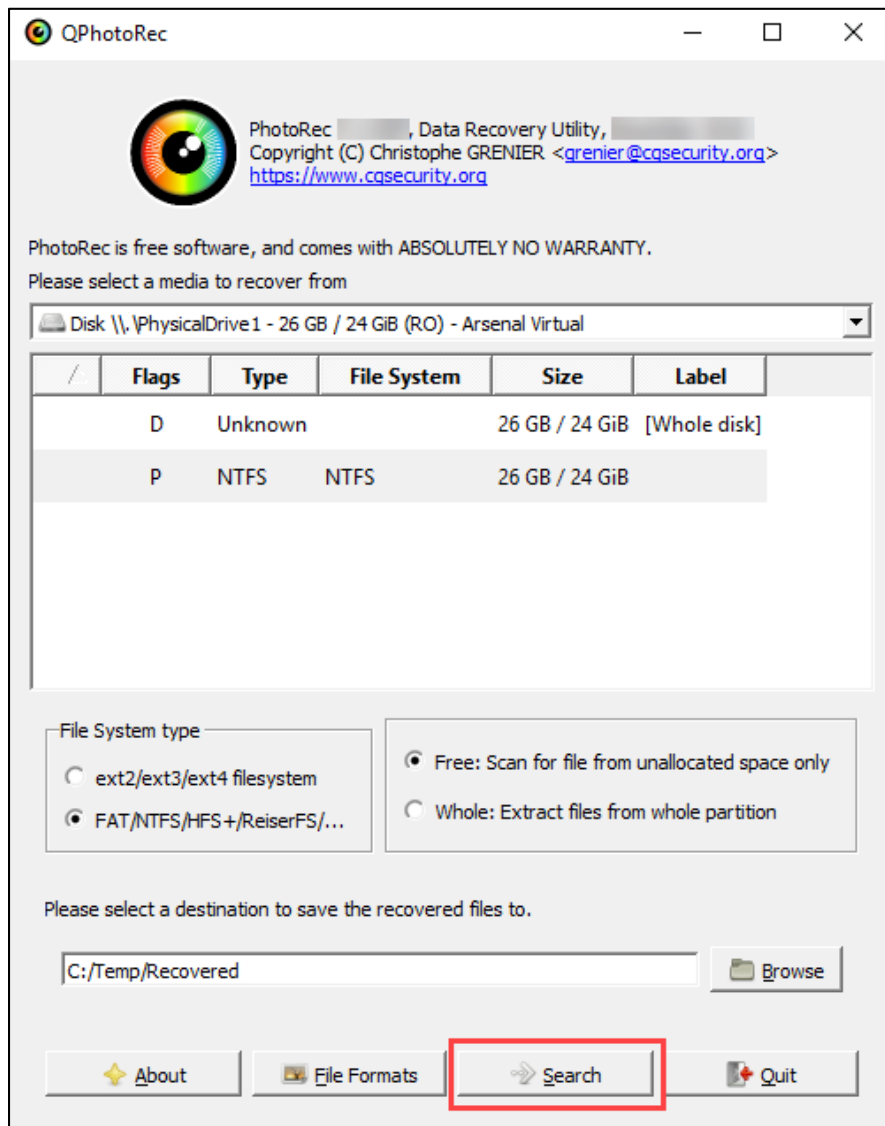 QPhotoRec
PhotoRec , Data Recovery Utility,
Copyright (C) Christophe GRENIER <grenier@cgsecurity.org>
https://www.cgsecurity.org
PhotoRec is free software, and comes with ABSOLUTELY NO WARRANTY.
Please select a media to recover from
Disk \\.\PhysicalDrive1 - 26 GB / 24 GiB (RO) - Arsenal Virtual
Flags Type File System Size Label
D Unknown 26 GB / 24 GiB [Whole disk]
P NTFS NTFS 26 GB / 24 GiB
File System type
ext2/ext3/ext4 filesystem
FAT/NTFS/HFS+/ReiserFS/...
Free: Scan for file from unallocated space only
Whole: Extract files from whole partition
Please select a destination to save the recovered files to.
C:/Temp/Recovered
Browse
About File Formats Search Quit